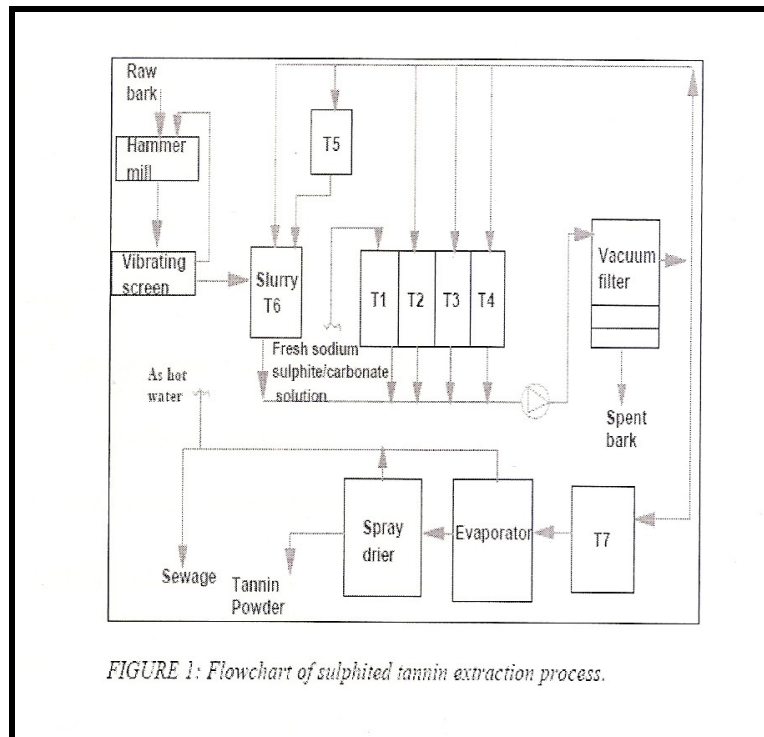 Raw
bark
Hammer
mill
T5
Vibrating
screen
Slurry
T6
T1
T2
T3
T4
Vacuum
filter
Fresh sodium
sulphite/carbonate
solution
As hot
water
Spent
bark
Spray
drier
Evaporator
T7
Sewage
Tannin
Powder
FIGURE 1: Flowchart of sulphited tannin extraction process.